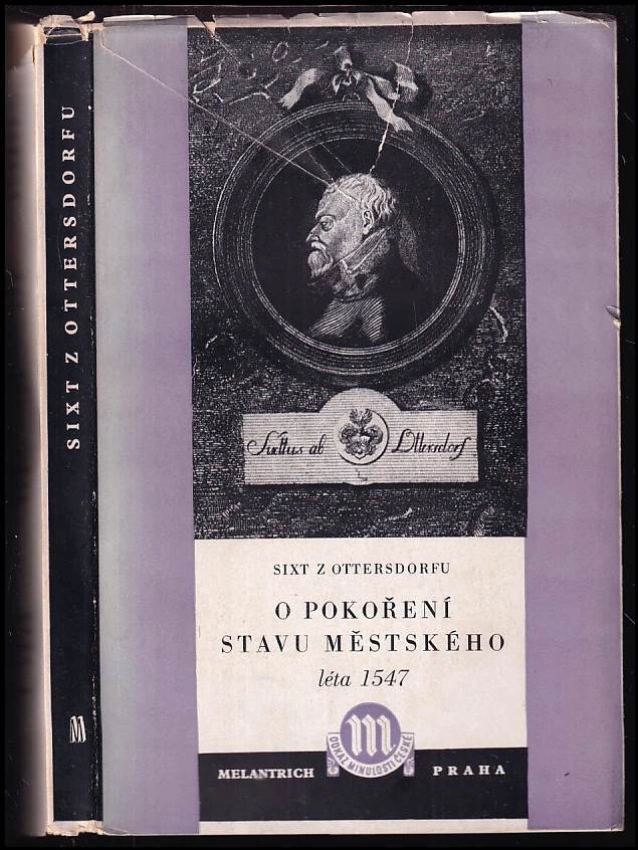 SIXT Z OTTERSDORFU
M
Sixtus ab Ottersdorf
SIXT Z OTTERSDORFU
O POKOŘENÍ
STAVU MĚSTSKÉHO
léta 1547
m
ODKAZ MINULOSTI ČESKÉ
MELANTRICH PRAHA